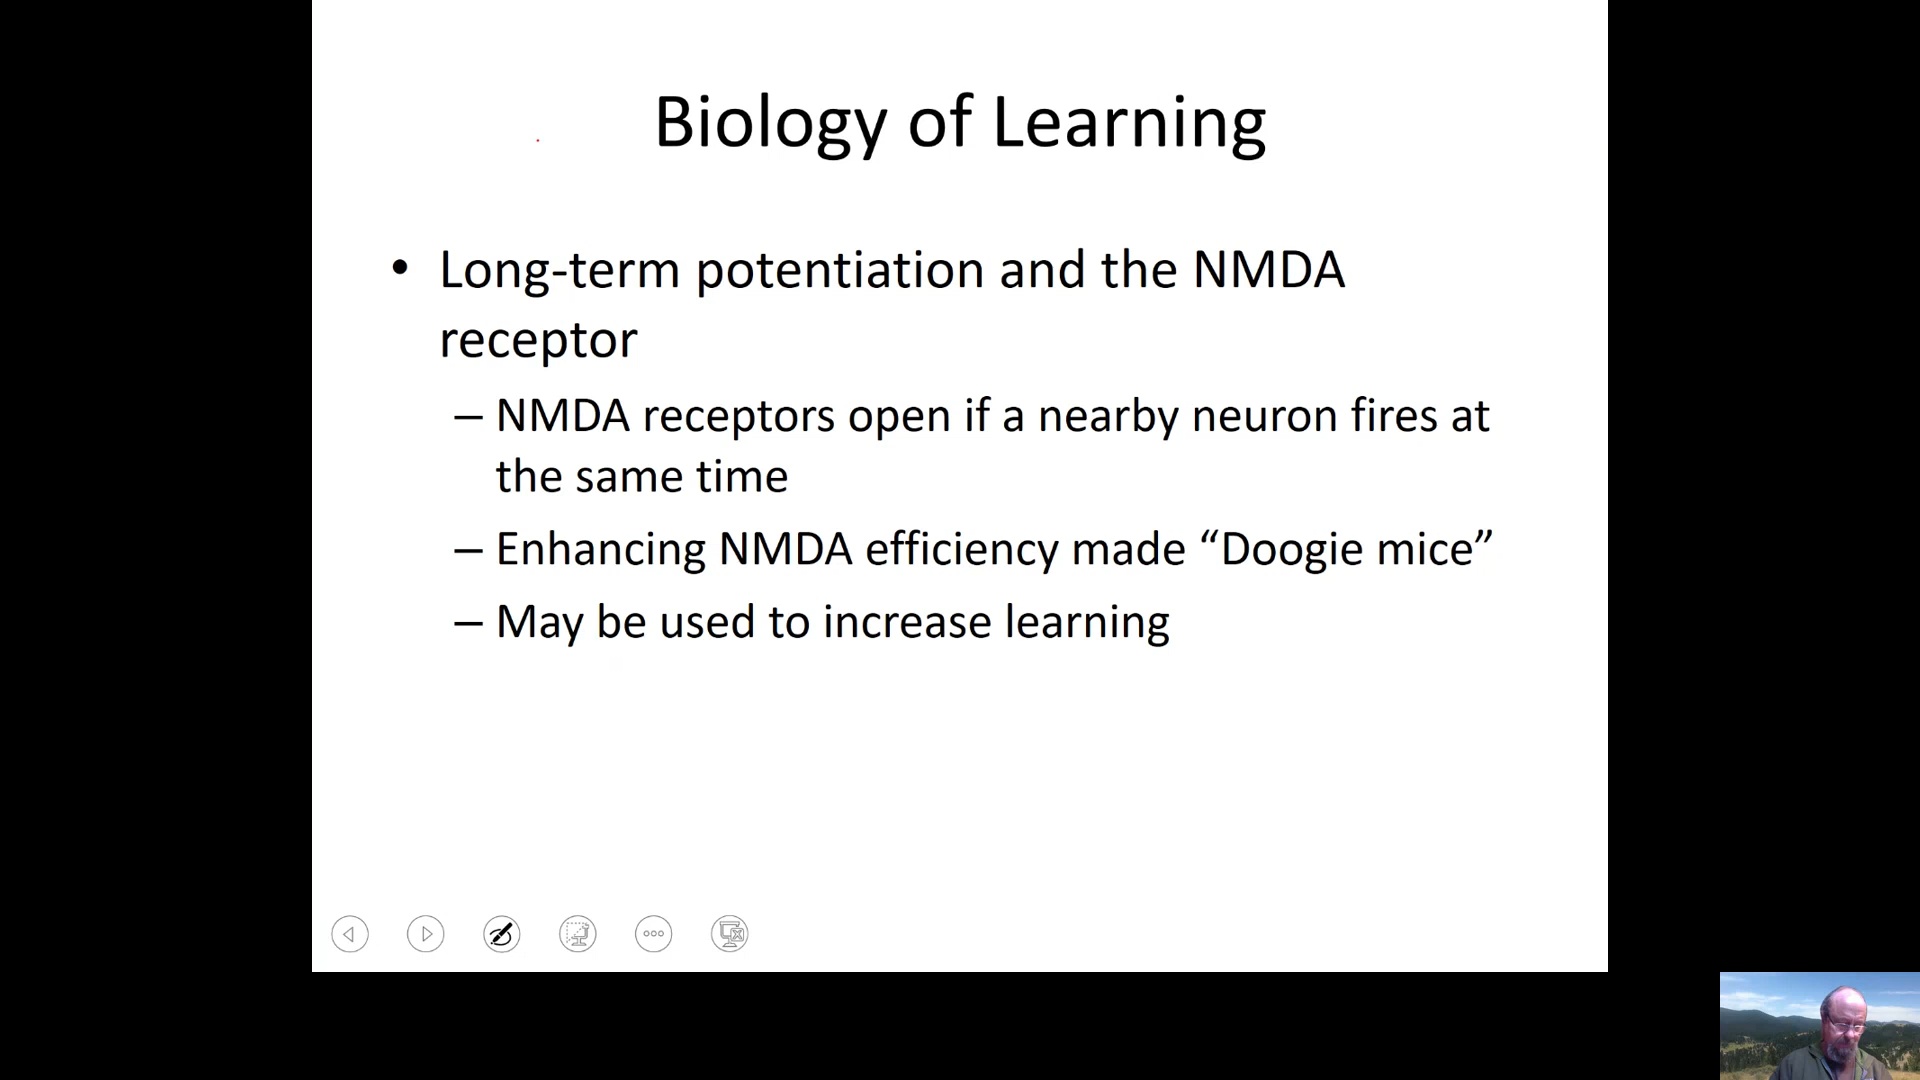 Biology of Learning
• Long-term potentiation and the NMDA
receptor
– NMDA receptors open if a nearby neuron fires at
the same time
– Enhancing NMDA efficiency made “Doogie mice”
– May be used to increase learning